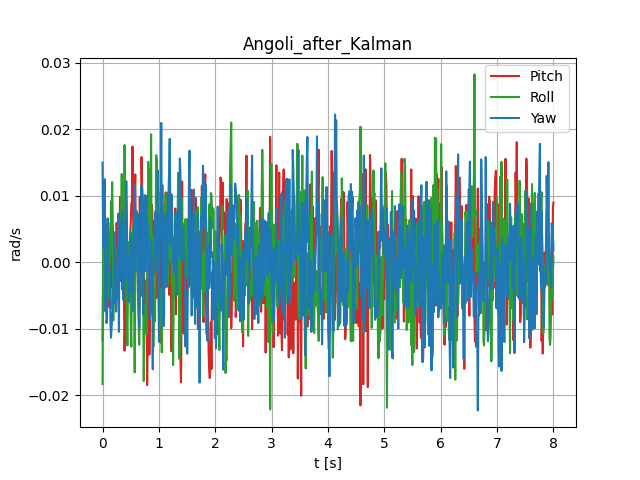 Angoli_after_Kalman
0.03
0.02
0.01
0.00
−0.01
−0.02
rad/s
0 1 2 3 4 5 6 7 8
t [s]
Pitch
Roll
Yaw